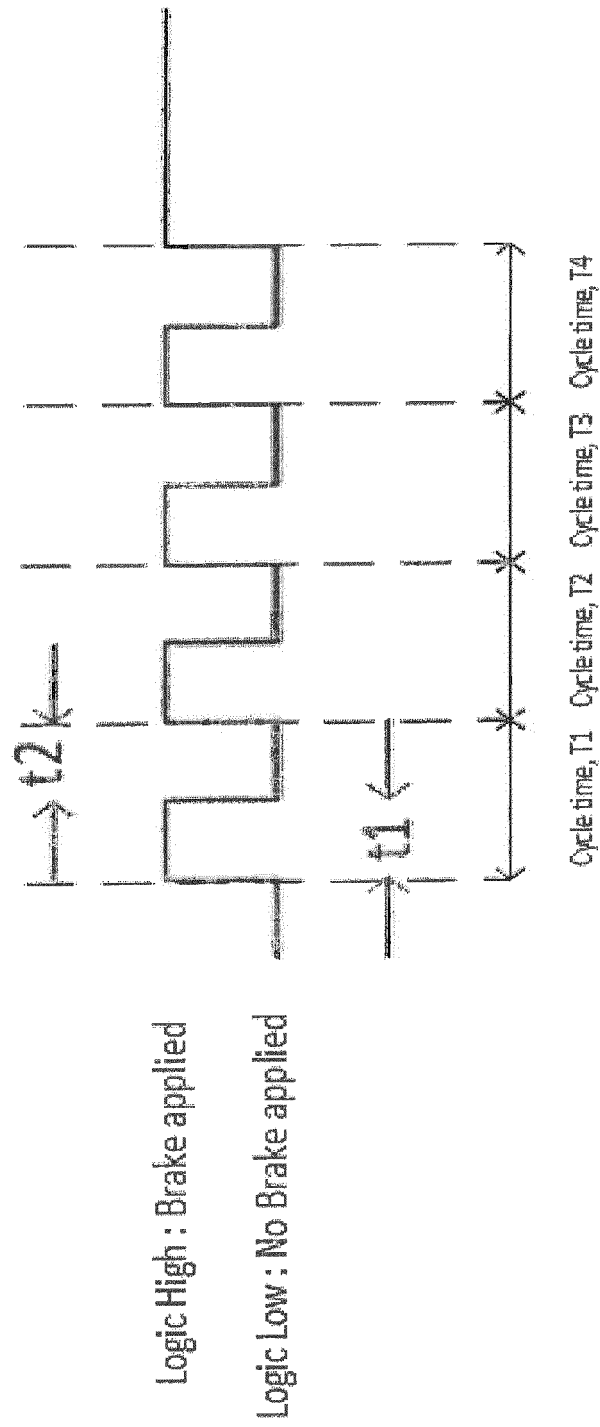 t2
Logic High : Brake applied
Logic Low : No Brake applied
t1
Cycle time, T1 Cycle time, T2 Cycle time, T3 Cycle time, T4